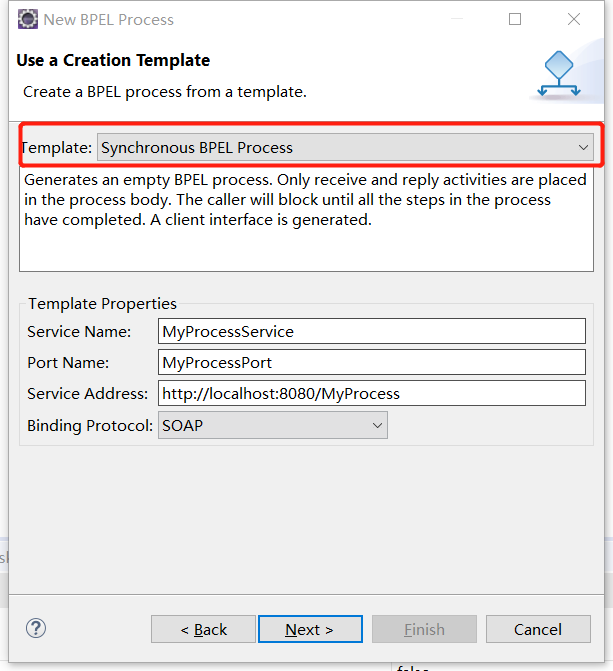 New BPEL Process
Use a Creation Template
Create a BPEL process from a template.
Template: Synchronous BPEL Process
Generates an empty BPEL process. Only receive and reply activities are placed
in the process body. The caller will block until all the steps in the process
have completed. A client interface is generated.
Template Properties
Service Name: MyProcessService
Port Name: MyProcessPort
Service Address: http://localhost:8080/MyProcess
Binding Protocol: SOAP
? < Back Next > Finish Cancel